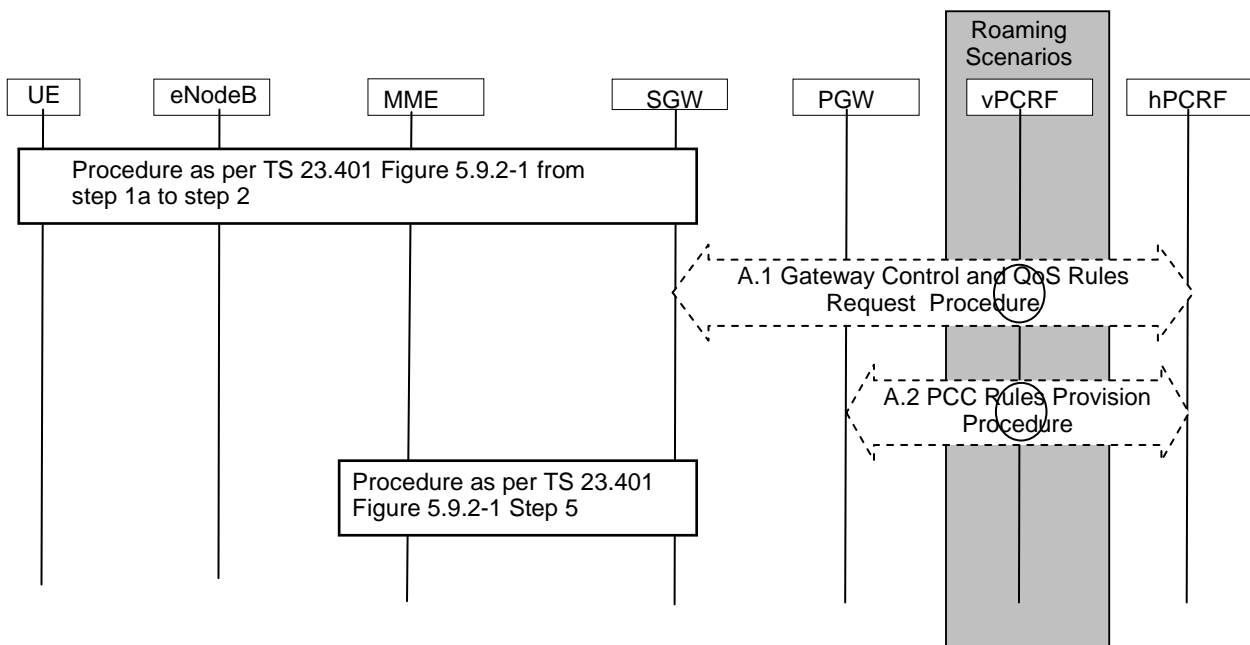 Roaming
Scenarios
UE
eNodeB
MME
SGW
PGW
vPCRF
hPCRF
Procedure as per TS 23.401 Figure 5.9.2-1 from
step 1a to step 2
A.1 Gateway Control and QoS Rules
Request Procedure
A.2 PCC Rules Provision
Procedure
Procedure as per TS 23.401
Figure 5.9.2-1 Step 5